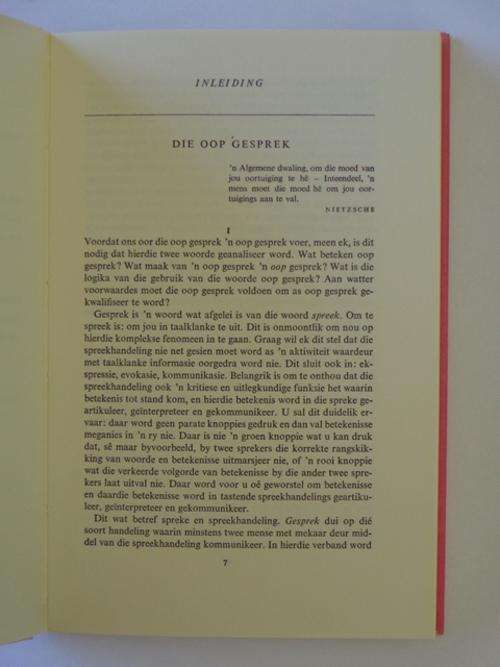 INLEIDING
DIE OOP GESPREK
'n Algemene dwaling, om die moed van
jou oortuiging te hê – Inteendeel, 'n
mens moet die moed hê om jou oor-
tuigings aan te val.
NIETZSCHE
I
Voordat ons oor die oop gesprek 'n oop gesprek voer, meen ek, is dit
nodig dat hierdie twee woorde geanaliseer word. Wat beteken oop
gesprek? Wat maak van 'n oop gesprek 'n oop gesprek? Wat is die
logika van die gebruik van die woorde oop gesprek? Aan watter
voorwaardes moet die oop gesprek voldoen om as oop gesprek ge-
kwalifiseer te word?
Gesprek is 'n woord wat afgelei is van die woord spreek. Om te
spreek is: om jou in taalklanke te uit. Dit is onmoontlik om nou op
hierdie komplekse fenomeen in te gaan. Graag wil ek dit stel dat die
spreekhandeling nie net gesien moet word as 'n aktiwiteit waardeur
met taalklanke informasie oorgedra word nie. Dit sluit ook in: ek-
spressie, evokasie, kommunikasie. Belangrik is om te onthou dat die
spreekhandeling ook 'n kritiese en uitlegkundige funksie het waarin
betekenis tot stand kom, en hierdie betekenis word in die spreke ge-
artikuleer, geïnterpreteer en gekommunikeer. U sal dit duidelik er-
vaar: daar word geen parate knoppies gedruk en dan val betekenisse
meganies in 'n ry nie. Daar is nie 'n groen knoppie wat u kan druk
dat, sê maar byvoorbeeld, by twee sprekers die korrekte rangskik-
king van woorde en betekenisse uitmarsjeer nie, of 'n rooi knoppie
wat die verkeerde volgorde van betekenisse by die ander twee spre-
kers laat uitval nie. Daar word voor u oë geworstel om betekenisse
en daardie betekenisse word in tastende spreekhandelings geartiku-
leer, geïnterpreteer en gekommunikeer.
Dit wat betref spreke en spreekhandeling. Gesprek dui op dié
soort handeling waarin minstens twee mense met mekaar deur mid-
del van die spreekhandeling kommunikeer. In hierdie verband word
7